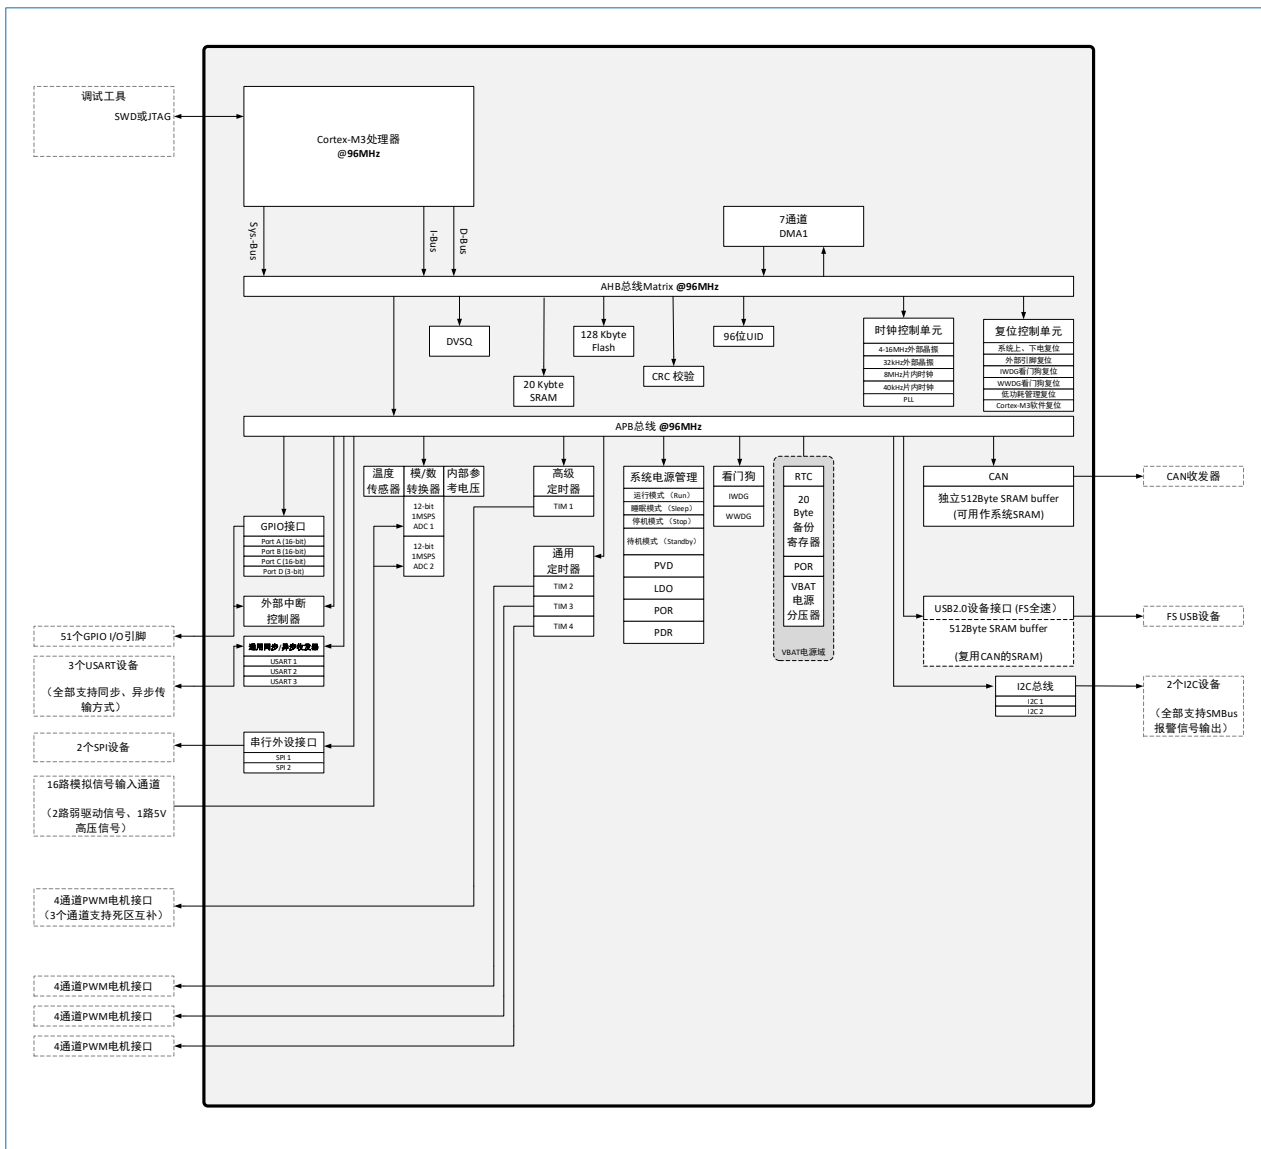 调试工具
SWD或JTAG
Cortex-M3处理器
@96MHz
Sys.-Bus
I-Bus
D-Bus
7通道
DMA1
AHB总线Matrix @96MHz
DVSQ
20 Kybte
SRAM
128 Kbyte
Flash
CRC 校验
96位UID
时钟控制单元
4-16MHz外部晶振
32kHz外部晶振
8MHz片内时钟
40kHz片内时钟
PLL
复位控制单元
系统上、下电复位
外部引脚复位
IWDG看门狗复位
WWDG看门狗复位
低功耗管理复位
Cortex-M3软件复位
APB总线 @96MHz
GPIO接口
Port A (16-bit)
Port B (16-bit)
Port C (16-bit)
Port D (3-bit)
外部中断
控制器
通用同步/异步收发器
USART 1
USART 2
USART 3
串行外设接口
SPI 1
SPI 2
温度
传感器
模/数
转换器
内部参
考电压
12-bit
1MSPS
ADC 1
12-bit
1MSPS
ADC 2
高级
定时器
TIM 1
通用
定时器
TIM 2
TIM 3
TIM 4
系统电源管理
运行模式 （Run）
睡眠模式 （Sleep）
停机模式 （Stop）
待机模式 （Standby）
PVD
LDO
POR
PDR
看门狗
IWDG
WWDG
RTC
20
Byte
备份
寄存器
POR
VBAT
电源
分压器
VBAT电源域
CAN
独立512Byte SRAM buffer
(可用作系统SRAM)
USB2.0设备接口 (FS全速）
512Byte SRAM buffer
(复用CAN的SRAM)
I2C总线
I2C 1
I2C 2
CAN收发器
FS USB设备
2个I2C设备
（全部支持SMBus
报警信号输出）
51个GPIO I/O引脚
3个USART设备
（全部支持同步、异步传
输方式）
2个SPI设备
16路模拟信号输入通道
（2路弱驱动信号、1路5V
高压信号）
4通道PWM电机接口
（3个通道支持死区互补）
4通道PWM电机接口
4通道PWM电机接口
4通道PWM电机接口